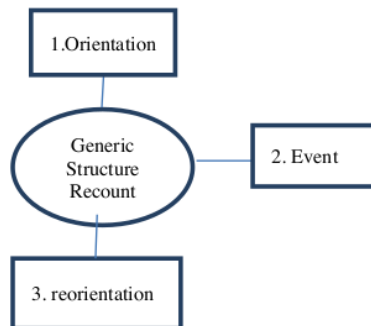 1.Orientation
Generic
Structure
Recount
2. Event
3. reorientation